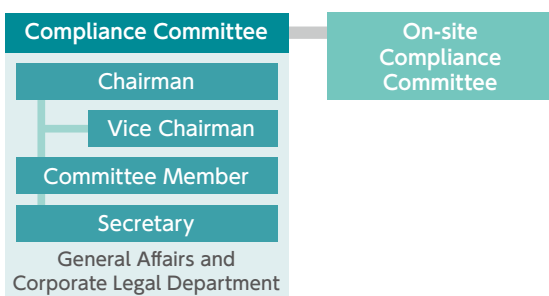 Compliance Committee
On-site
Compliance
Committee
Chairman
Vice Chairman
Committee Member
Secretary
General Affairs and
Corporate Legal Department